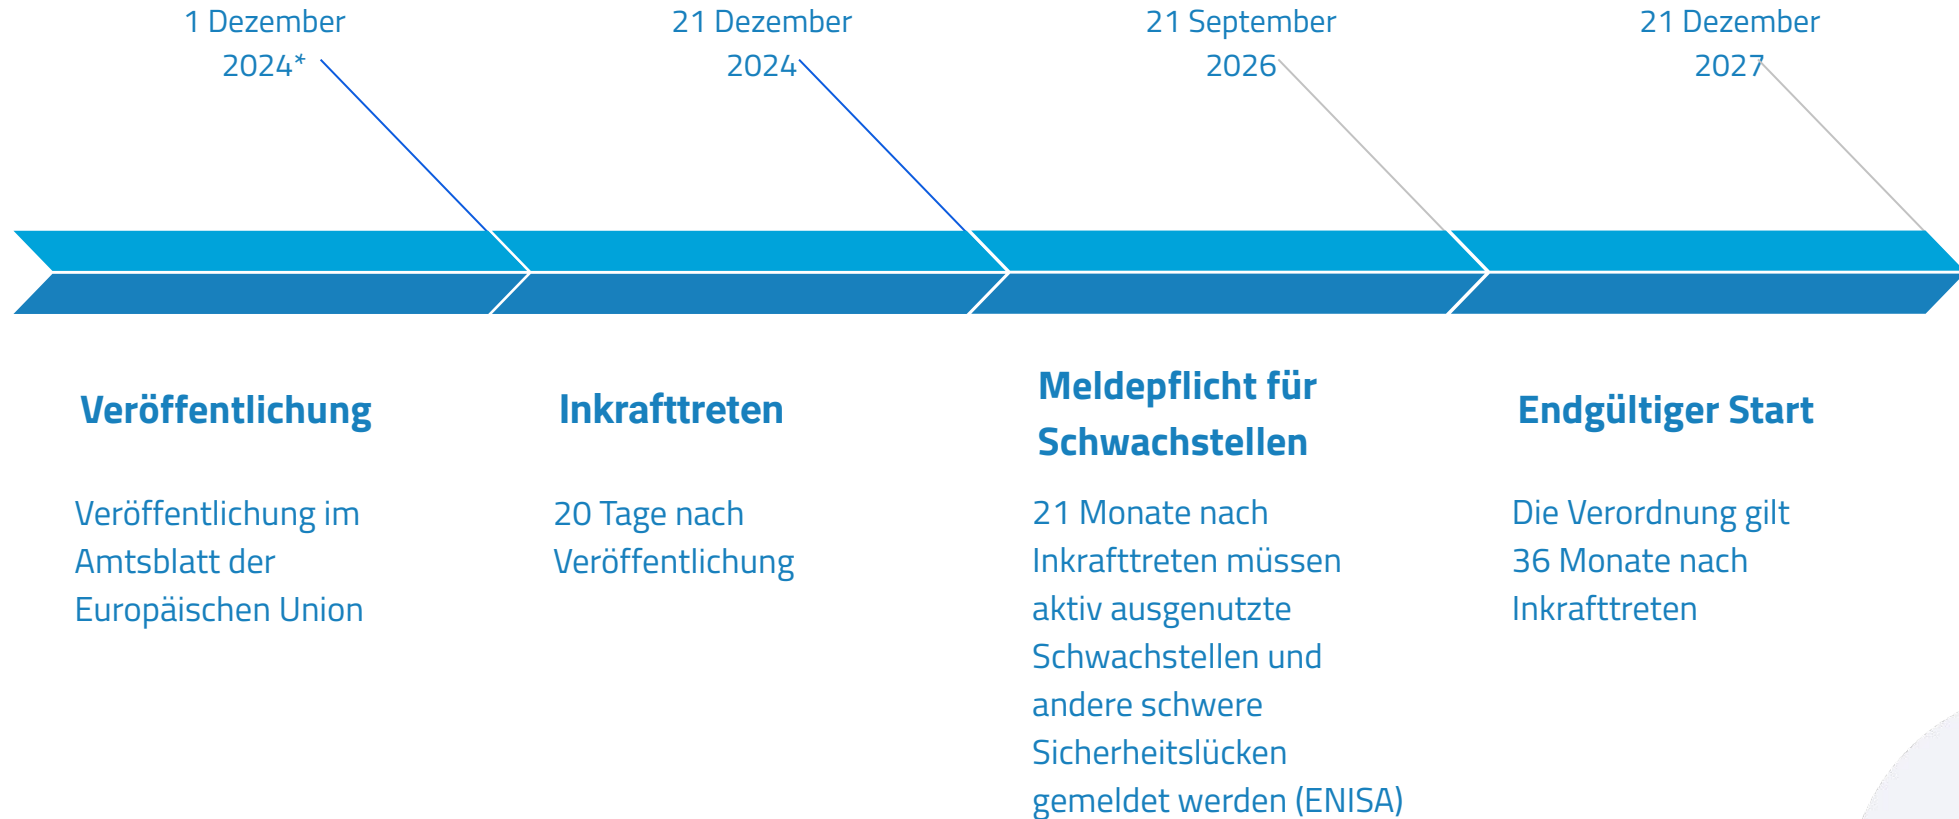 1 Dezember
2024*
21 Dezember
2024
21 September
2026
21 Dezember
2027
Veröffentlichung
Veröffentlichung im
Amtsblatt der
Europäischen Union
Inkrafttreten
20 Tage nach
Veröffentlichung
Meldepflicht für
Schwachstellen
21 Monate nach
Inkrafttreten müssen
aktiv ausgenutzte
Schwachstellen und
andere schwere
Sicherheitslücken
gemeldet werden (ENISA)
Endgültiger Start
Die Verordnung gilt
36 Monate nach
Inkrafttreten